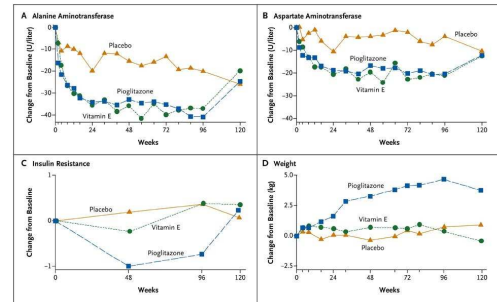 A Alanine Aminotransferase
Change from Baseline (U/liter)
0
−10
−20
−30
−40
Placebo
Pioglitazone
Vitamin E
0 24 48 72 96 120
Weeks
B Aspartate Aminotransferase
Change from Baseline (U/liter)
0
−10
−20
−30
−40
Placebo
Pioglitazone
Vitamin E
0 24 48 72 96 120
Weeks
C Insulin Resistance
Change from Baseline
1
0
−1
Placebo
Vitamin E
Pioglitazone
0 48 96 120
Weeks
D Weight
Change from Baseline (kg)
5.0
2.5
0.0
−2.5
Pioglitazone
Vitamin E
Placebo
0 24 48 72 96 120
Weeks